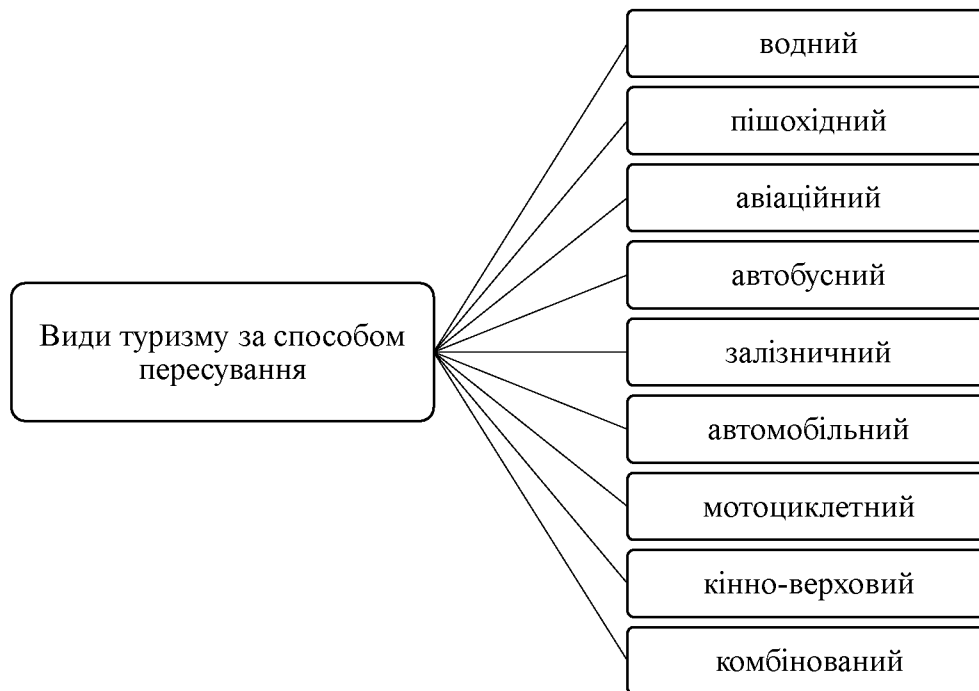 Види туризму за способом
пересування
водний
пішохідний
авіаційний
автобусний
залізничний
автомобільний
мотоциклетний
кінно-верховий
комбінований